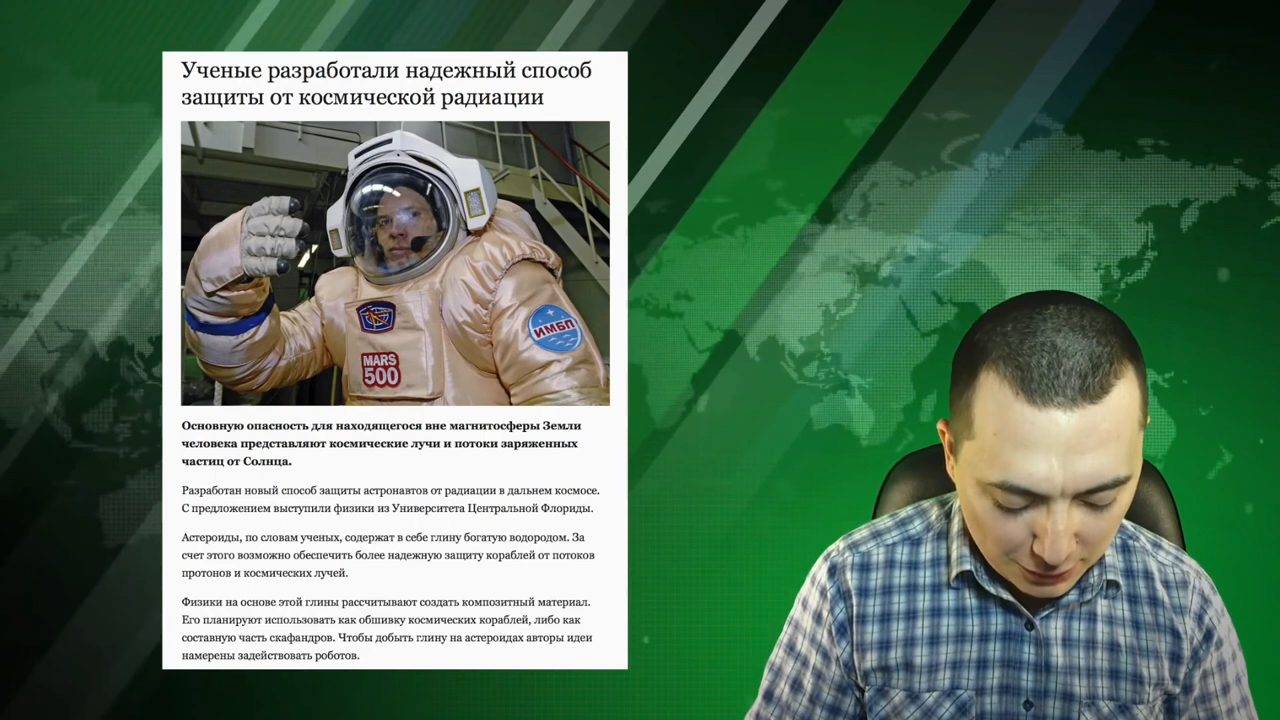 Ученые разработали надежный способ
защиты от космической радиации
ИМБП
MARS
500
Основную опасность для находящегося вне магнитосферы Земли
человека представляют космические лучи и потоки заряженных
частиц от Солнца.
Разработан новый способ защиты астронавтов от радиации в дальнем космосе.
С предложением выступили физики из Университета Центральной Флориды.
Астероиды, по словам ученых, содержат в себе глину богатую водородом. За
счет этого возможно обеспечить более надежную защиту кораблей от потоков
протонов и космических лучей.
Физики на основе этой глины рассчитывают создать композитный материал.
Его планируют использовать как обшивку космических кораблей, либо как
составную часть скафандров. Чтобы добыть глину на астероидах авторы идеи
намерены задействовать роботов.